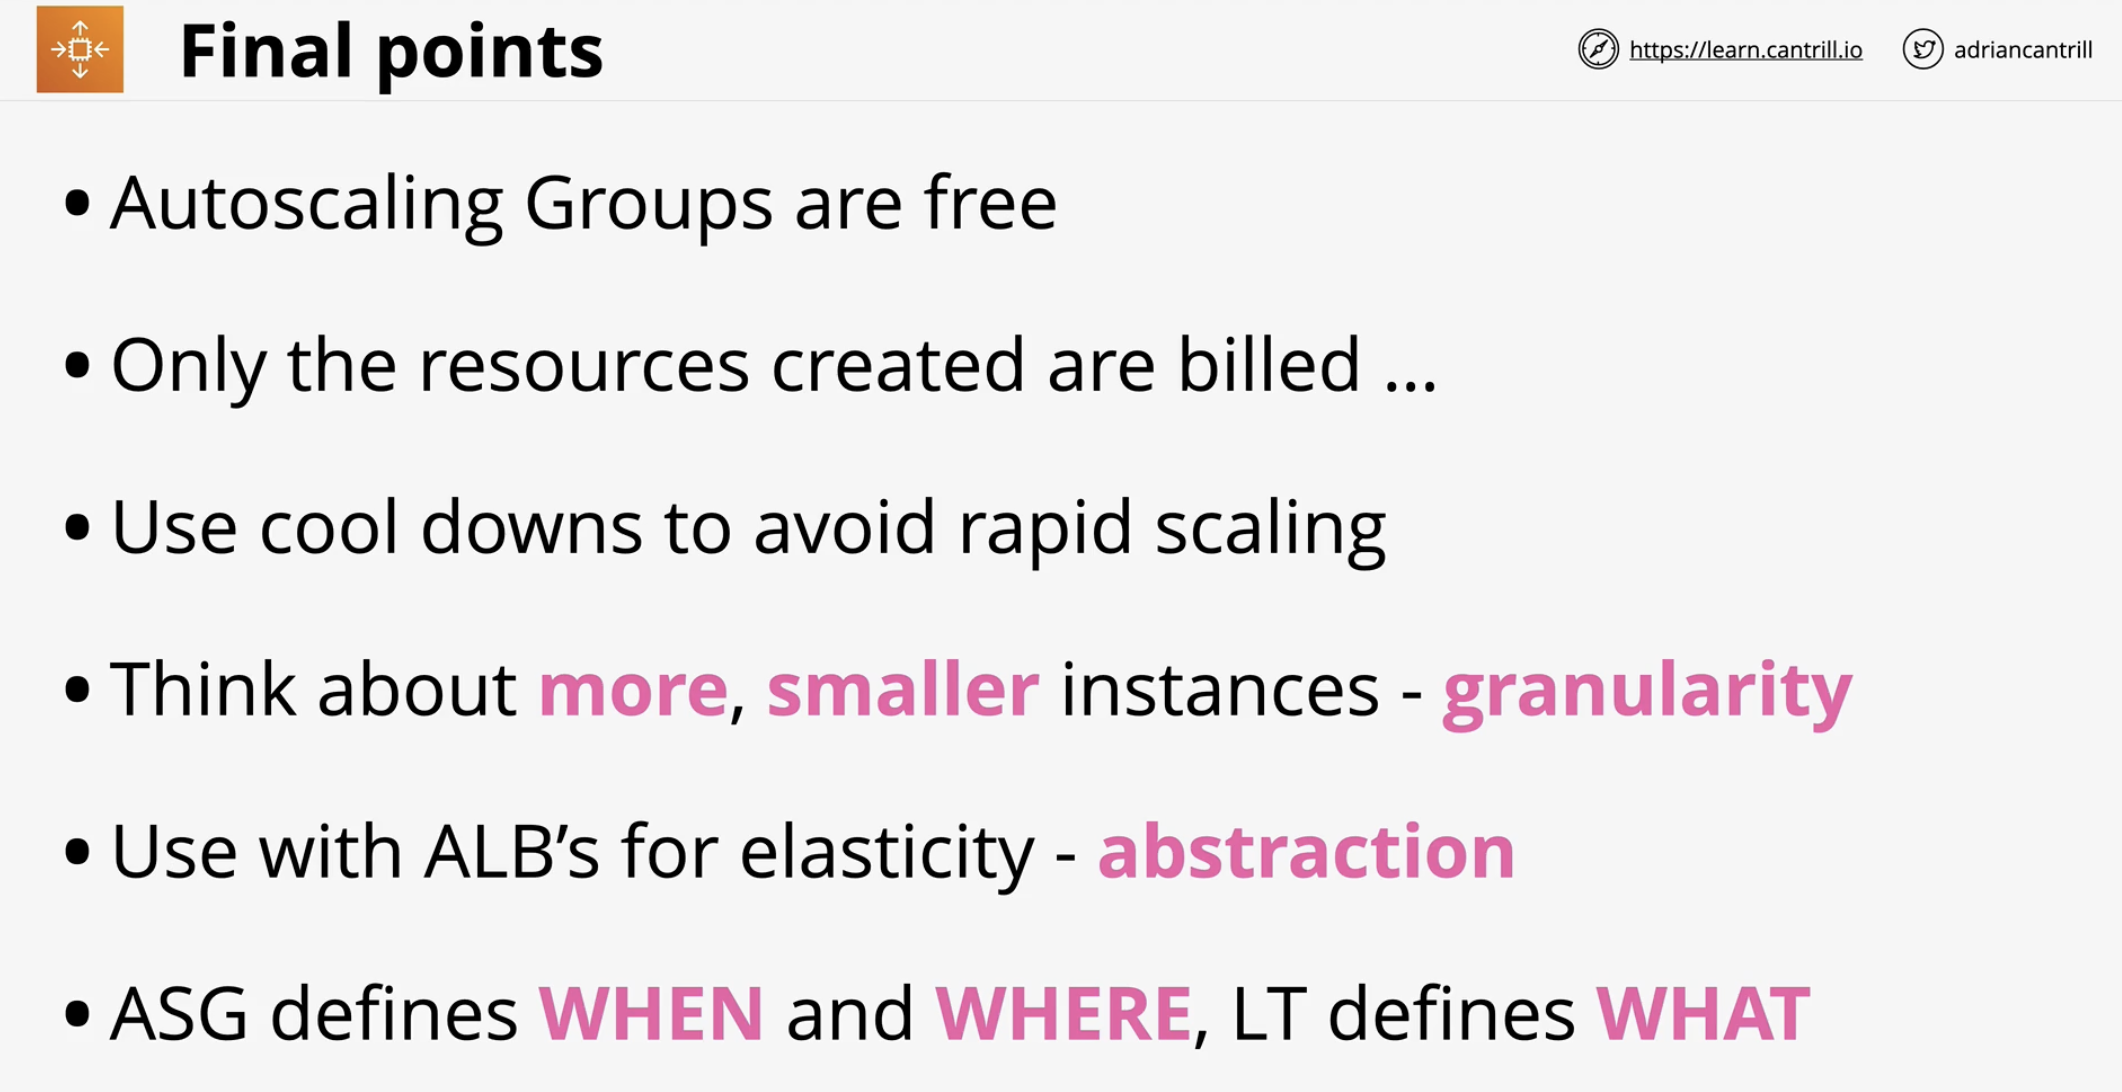 Final points
https://learn.cantrill.io
adriancantrill
• Autoscaling Groups are free
• Only the resources created are billed ...
• Use cool downs to avoid rapid scaling
• Think about more, smaller instances - granularity
• Use with ALB’s for elasticity - abstraction
• ASG defines WHEN and WHERE, LT defines WHAT